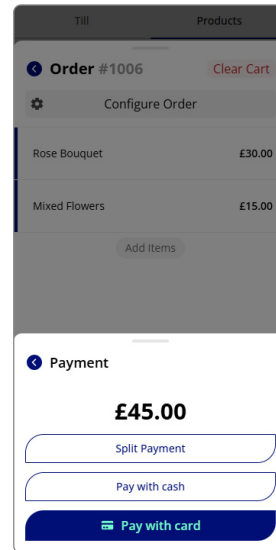 Till Products
Order #1006 Clear Cart
Configure Order
Rose Bouquet £30.00
Mixed Flowers £15.00
Add Items
Payment
£45.00
Split Payment
Pay with cash
Pay with card